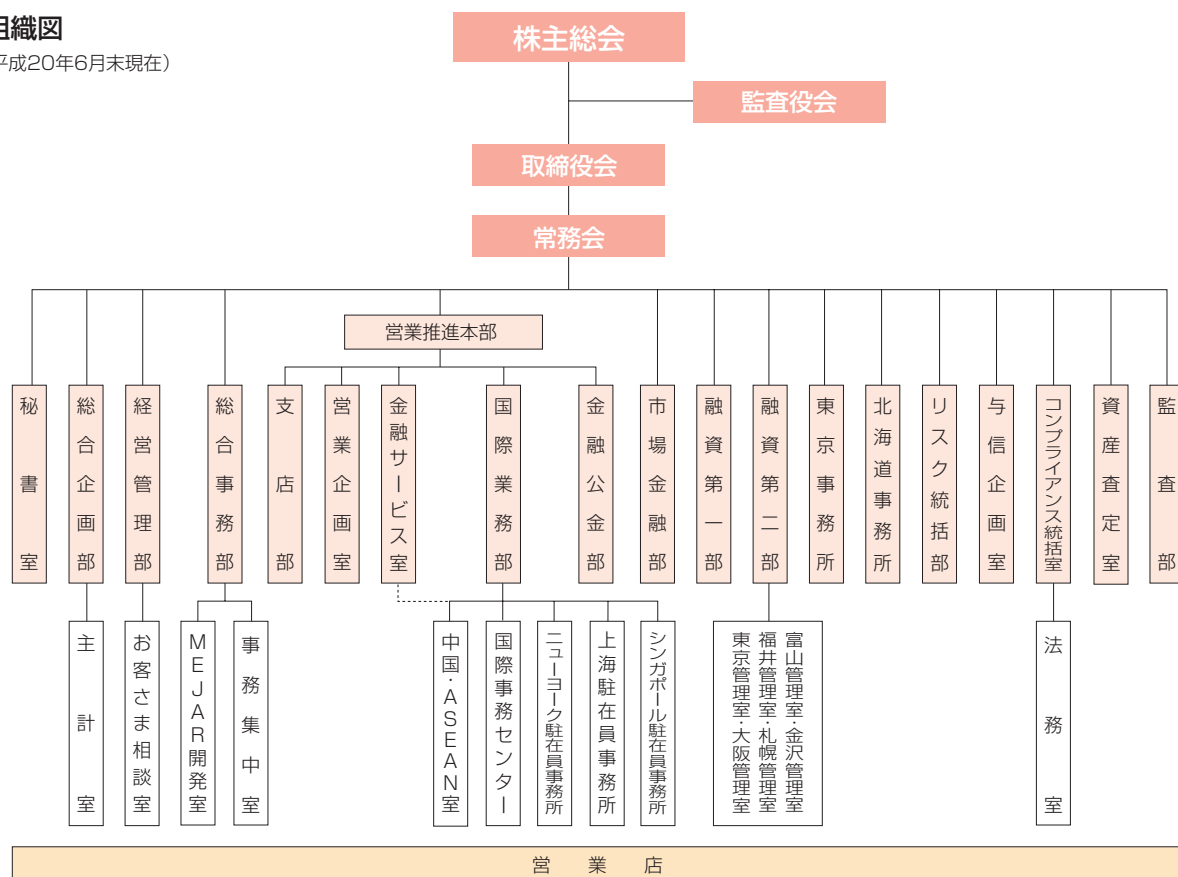 組織図
平成20年6月末現在）
株主総会
監査役会
取締役会
常務会
営業推進本部
秘書室
総合企画部
経営管理部
総合事務部
支店部
営業企画室
金融サービス室
国際業務部
金融公金部
市場金融部
融資第一部
融資第二部
東京事務所
北海道事務所
リスク統括部
与信企画室
コンプライアンス統括室
資産査定室
監査部
主計室
お客さま相談室
MEJAR開発室
事務集中室
中国・ASEAN室
国際事務センター
ニューヨーク駐在員事務所
上海駐在員事務所
シンガポール駐在員事務所
富山管理室・金沢管理室
福井管理室・札幌管理室
東京管理室・大阪管理室
法務室
営業店